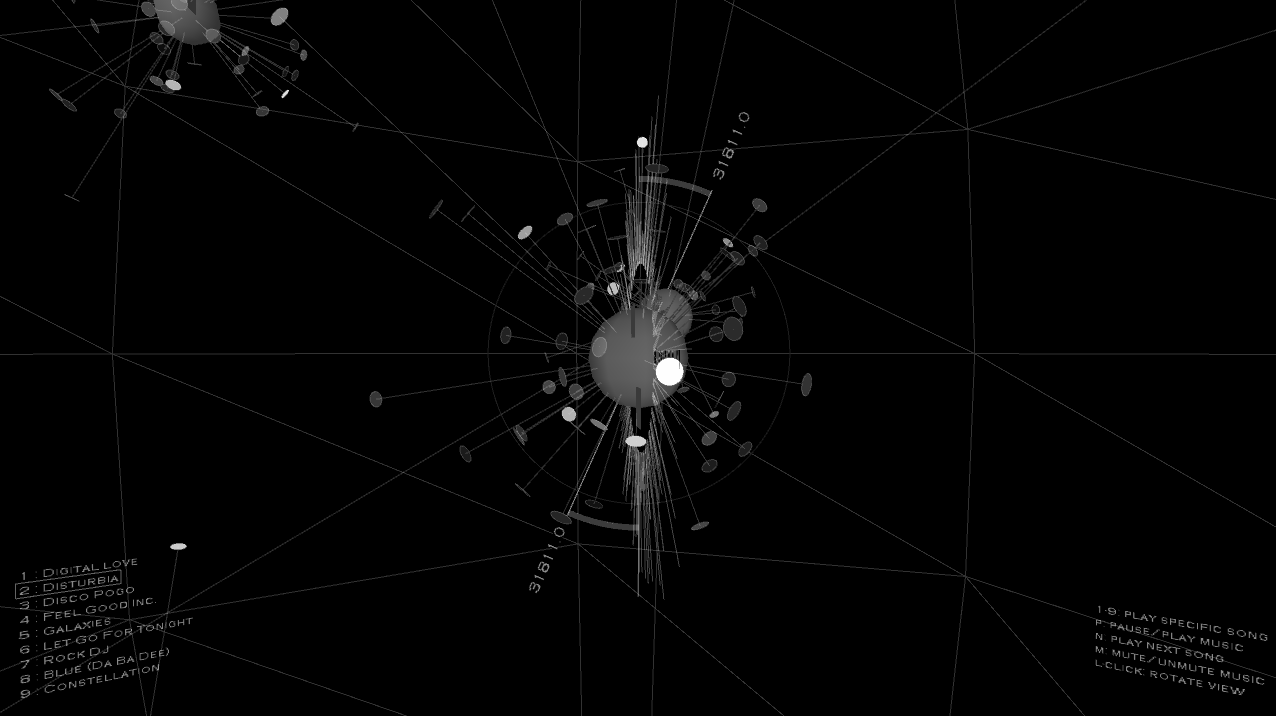 31811.0
31811.0
1 : DIGITAL LOVE
2 : DISTURBIA
3 : DISCO POGO
4 : FEEL GOOD INC.
5 : GALAXIES
6 : LET GO FOR TONIGHT
7 : ROCK DJ
8 : BLUE (DA BA DEE)
9 : CONSTELLATION
1-9: PLAY SPECIFIC SONG
P: PAUSE/PLAY MUSIC
N: PLAY NEXT SONG
M: MUTE/UNMUTE MUSIC
L.CLICK: ROTATE VIEW